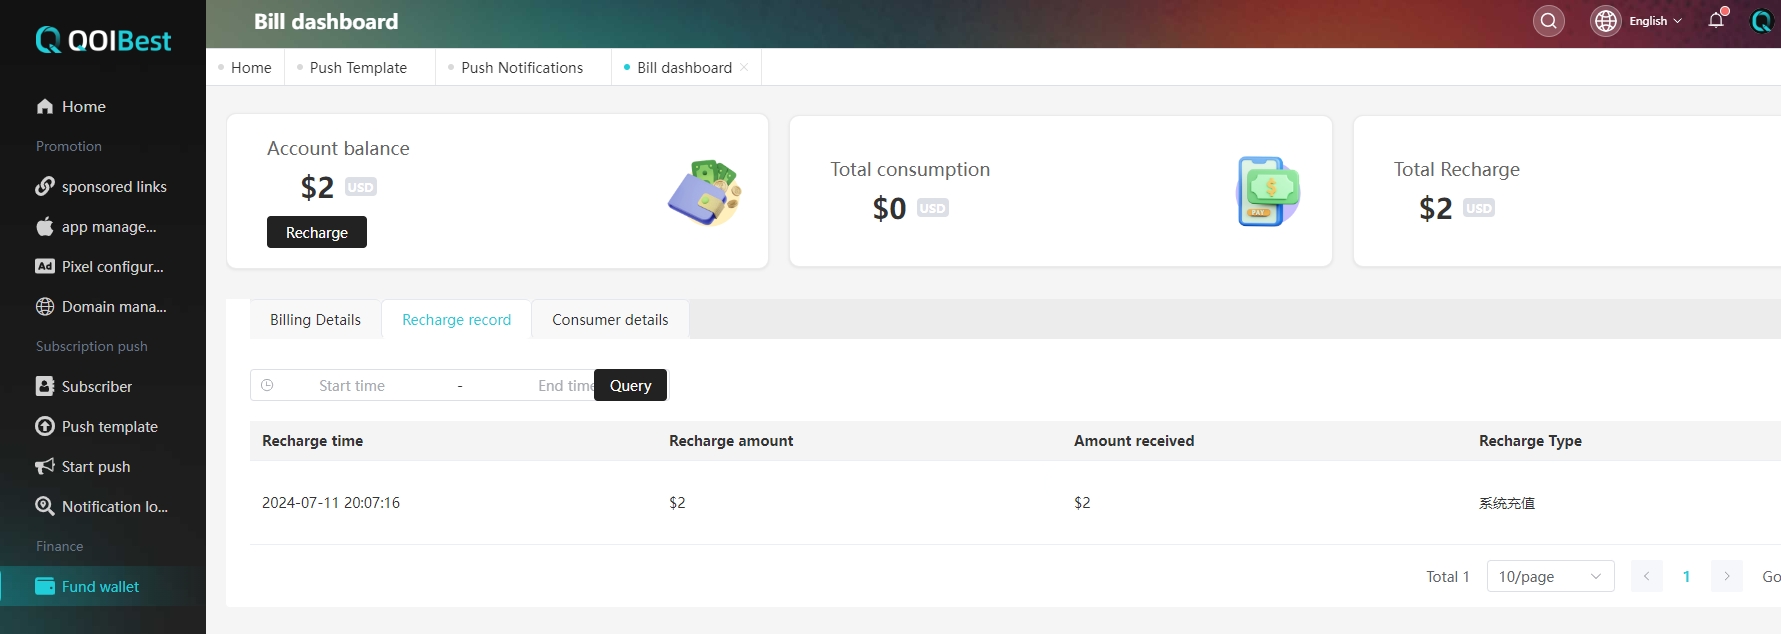 QOIBest
Bill dashboard
English
Home
Push Template
Push Notifications
Bill dashboard
Home
Promotion
sponsored links
app manage...
Pixel configur...
Domain mana...
Subscription push
Subscriber
Push template
Start push
Notification lo...
Finance
Fund wallet
Account balance
$2 USD
Recharge
Total consumption
$0 USD
PAY
Total Recharge
$2 USD
Billing Details
Recharge record
Consumer details
Start time - End time
Query
Recharge time Recharge amount Amount received Recharge Type
2024-07-11 20:07:16 $2 $2 系统充值
Total 1 10/page 1 Go